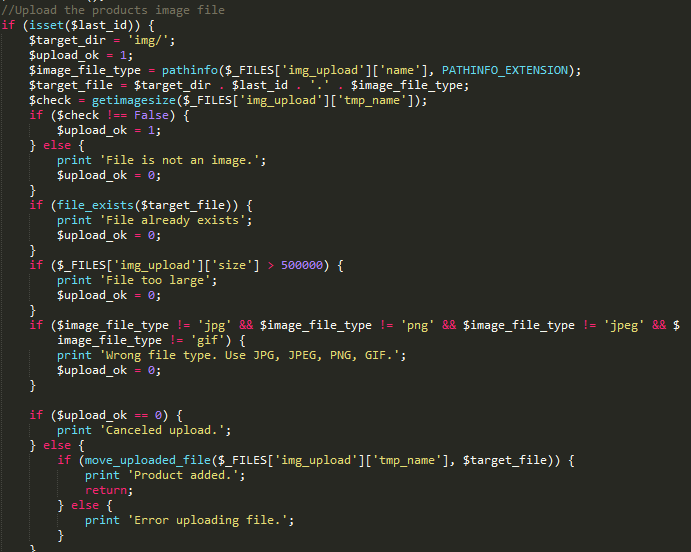 //Upload the products image file
if (isset($last_id)) {
    $target_dir = 'img/';
    $upload_ok = 1;
    $image_file_type = pathinfo($_FILES['img_upload']['name'], PATHINFO_EXTENSION);
    $target_file = $target_dir . $last_id . '.' . $image_file_type;
    $check = getimagesize($_FILES['img_upload']['tmp_name']);
    if ($check !== False) {
        $upload_ok = 1;
    } else {
        print 'File is not an image.';
        $upload_ok = 0;
    }
    if (file_exists($target_file)) {
        print 'File already exists';
        $upload_ok = 0;
    }
    if ($_FILES['img_upload']['size'] > 500000) {
        print 'File too large';
        $upload_ok = 0;
    }
    if ($image_file_type != 'jpg' && $image_file_type != 'png' && $image_file_type != 'jpeg' && $
        image_file_type != 'gif') {
        print 'Wrong file type. Use JPG, JPEG, PNG, GIF.';
        $upload_ok = 0;
    }

    if ($upload_ok == 0) {
        print 'Canceled upload.';
    } else {
        if (move_uploaded_file($_FILES['img_upload']['tmp_name'], $target_file)) {
            print 'Product added.';
            return;
        } else {
            print 'Error uploading file.';
        }
    }